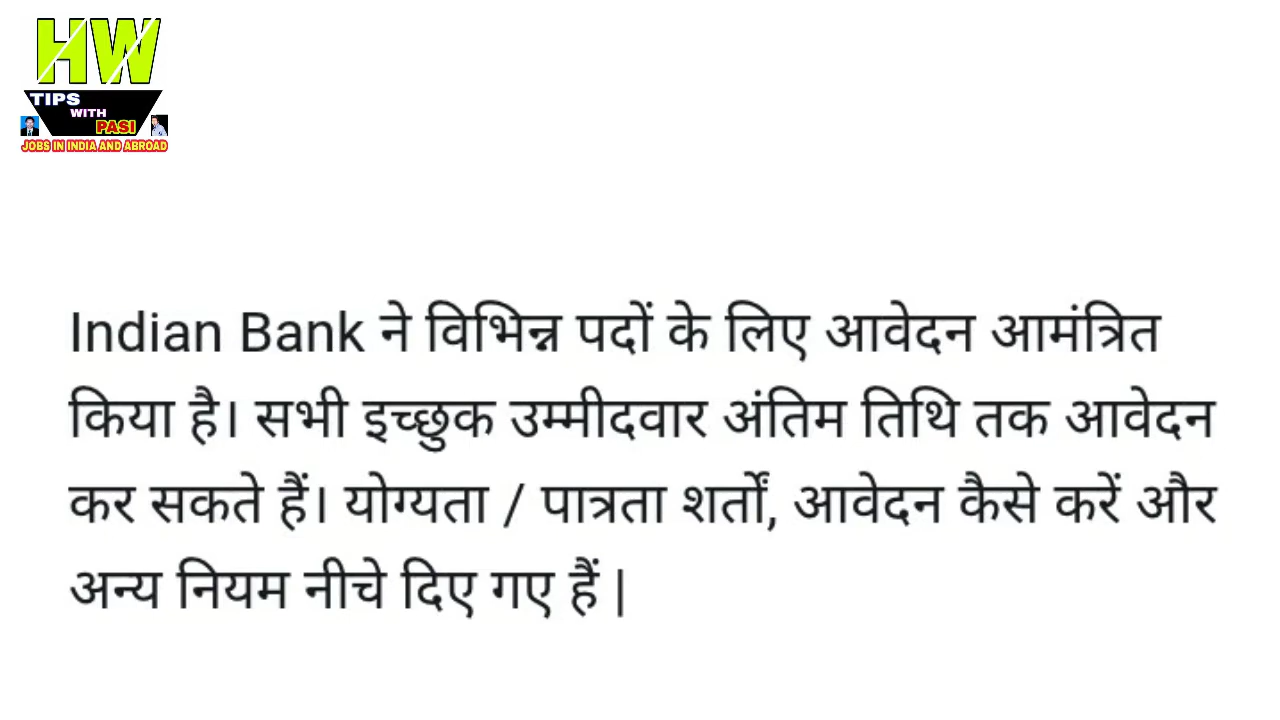 HW
TIPS
WITH
PASI
JOBS IN INDIA AND ABROAD
Indian Bank ने विभिन्न पदों के लिए आवेदन आमंत्रित
किया है। सभी इच्छुक उम्मीदवार अंतिम तिथि तक आवेदन
कर सकते हैं। योग्यता / पात्रता शर्तों, आवेदन कैसे करें और
अन्य नियम नीचे दिए गए हैं |